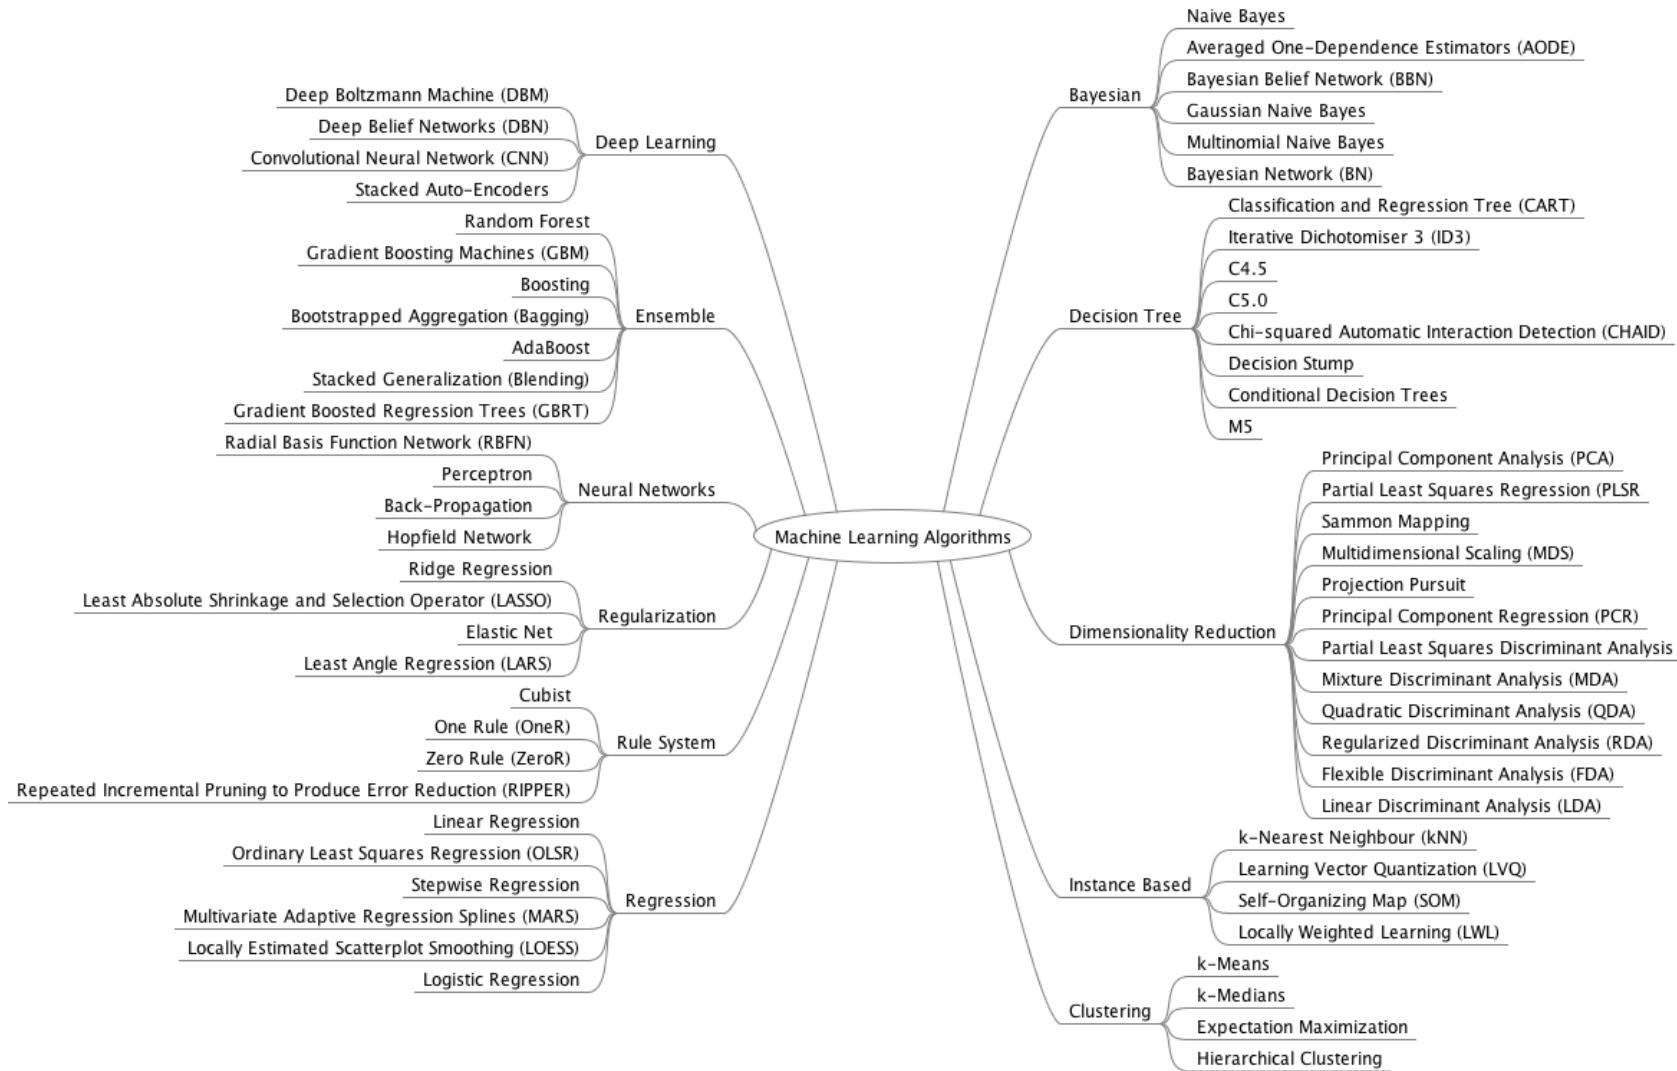 Machine Learning Algorithms
Deep Learning
Deep Boltzmann Machine (DBM)
Deep Belief Networks (DBN)
Convolutional Neural Network (CNN)
Stacked Auto-Encoders
Ensemble
Random Forest
Gradient Boosting Machines (GBM)
Boosting
Bootstrapped Aggregation (Bagging)
AdaBoost
Stacked Generalization (Blending)
Gradient Boosted Regression Trees (GBRT)
Neural Networks
Radial Basis Function Network (RBFN)
Perceptron
Back-Propagation
Hopfield Network
Regularization
Ridge Regression
Least Absolute Shrinkage and Selection Operator (LASSO)
Elastic Net
Least Angle Regression (LARS)
Rule System
Cubist
One Rule (OneR)
Zero Rule (ZeroR)
Repeated Incremental Pruning to Produce Error Reduction (RIPPER)
Regression
Linear Regression
Ordinary Least Squares Regression (OLSR)
Stepwise Regression
Multivariate Adaptive Regression Splines (MARS)
Locally Estimated Scatterplot Smoothing (LOESS)
Logistic Regression
Bayesian
Naive Bayes
Averaged One-Dependence Estimators (AODE)
Bayesian Belief Network (BBN)
Gaussian Naive Bayes
Multinomial Naive Bayes
Bayesian Network (BN)
Decision Tree
Classification and Regression Tree (CART)
Iterative Dichotomiser 3 (ID3)
C4.5
C5.0
Chi-squared Automatic Interaction Detection (CHAID)
Decision Stump
Conditional Decision Trees
M5
Dimensionality Reduction
Principal Component Analysis (PCA)
Partial Least Squares Regression (PLSR
Sammon Mapping
Multidimensional Scaling (MDS)
Projection Pursuit
Principal Component Regression (PCR)
Partial Least Squares Discriminant Analysis
Mixture Discriminant Analysis (MDA)
Quadratic Discriminant Analysis (QDA)
Regularized Discriminant Analysis (RDA)
Flexible Discriminant Analysis (FDA)
Linear Discriminant Analysis (LDA)
Instance Based
k-Nearest Neighbour (kNN)
Learning Vector Quantization (LVQ)
Self-Organizing Map (SOM)
Locally Weighted Learning (LWL)
Clustering
k-Means
k-Medians
Expectation Maximization
Hierarchical Clustering